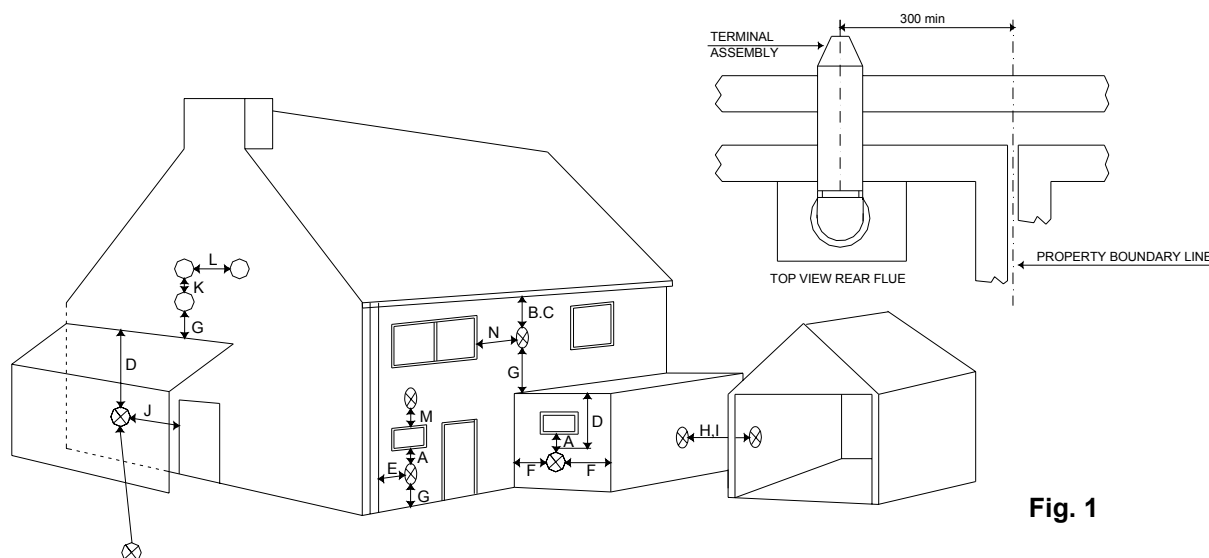 300 min
TERMINAL
ASSEMBLY
PROPERTY BOUNDARY LINE
TOP VIEW REAR FLUE
L
K
G
D
J
B.C
N
G
M
A
E
G
D
A
F
F
H,I
Fig. 1